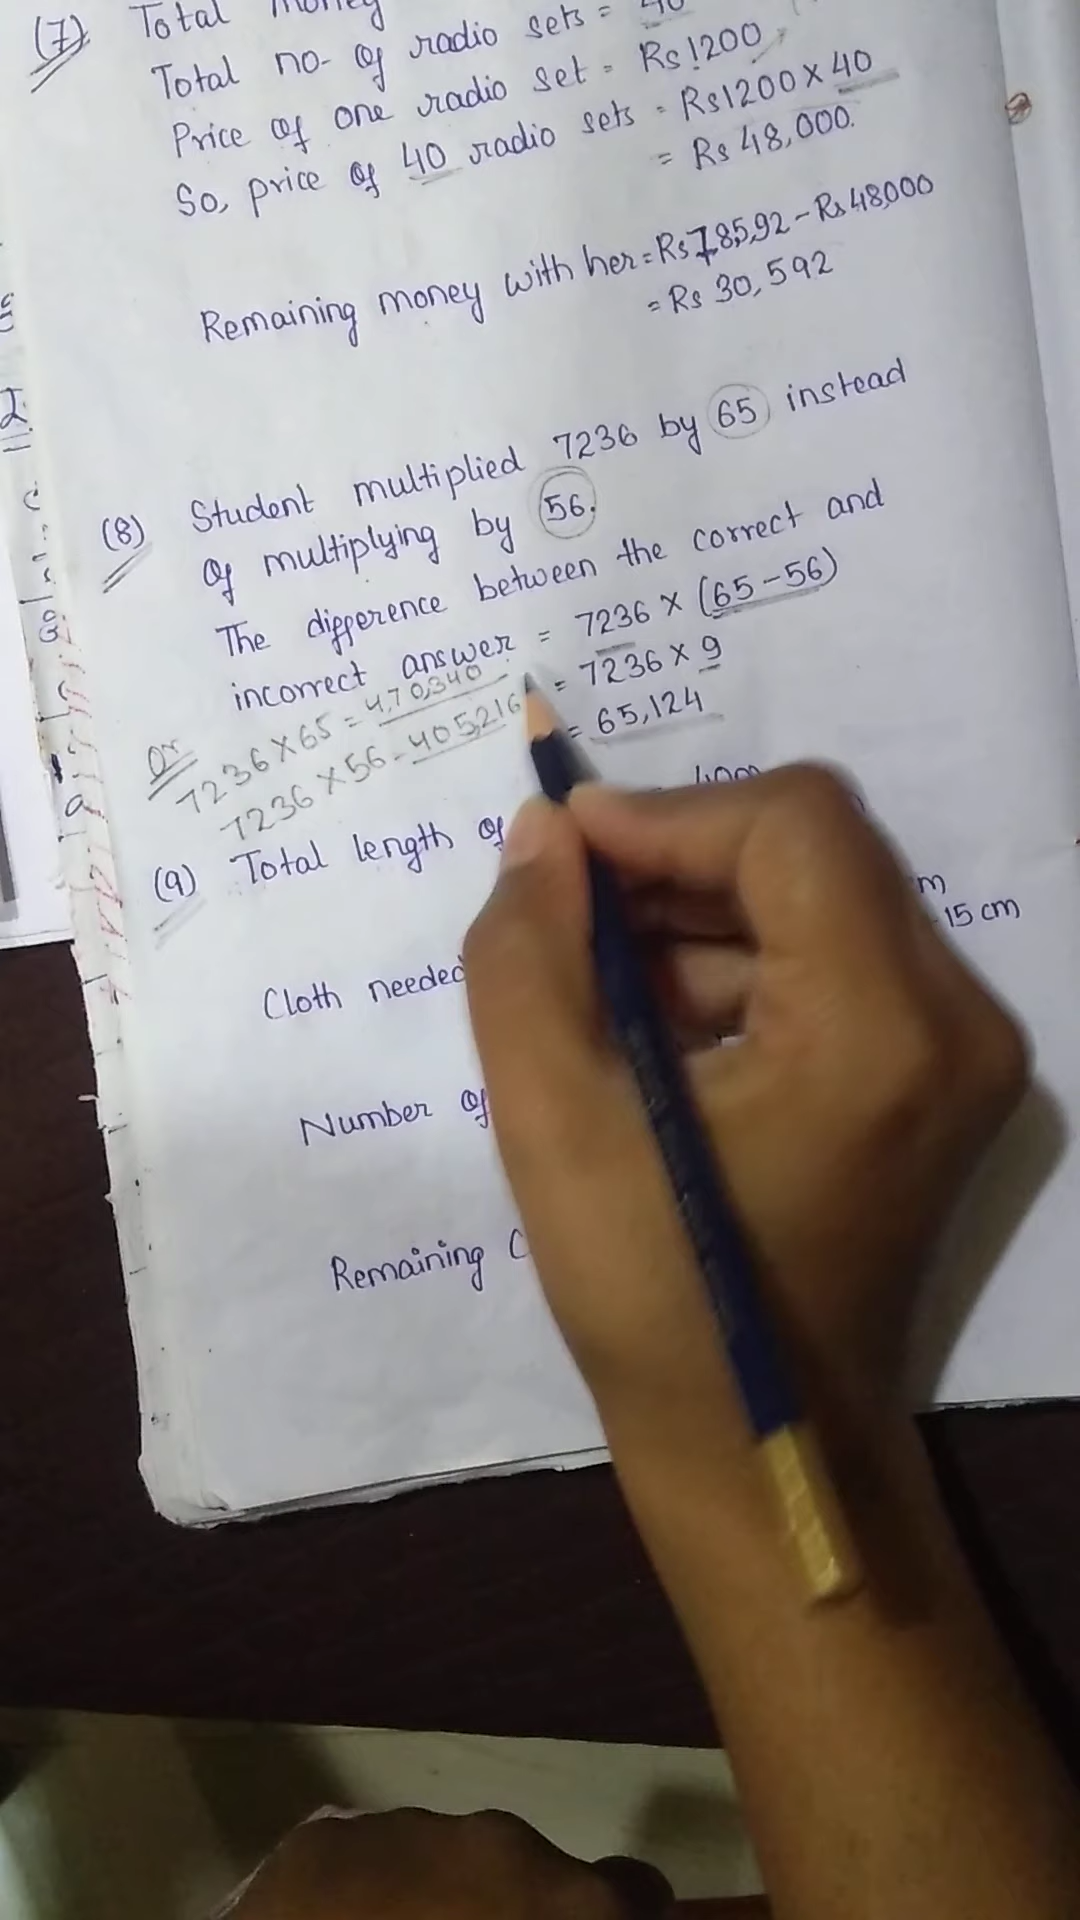 (7) Total money
Total no- of radio sets = 40
Price of one radio set = Rs 1200
So, price of 40 radio sets = Rs 1200 × 40
= Rs 48,000.
Remaining money with her = Rs 785,92 - Rs 48,000
= Rs 30,592
(8) Student multiplied 7236 by 65 instead
of multiplying by 56.
The difference between the correct and
incorrect answer = 7236 × (65-56)
= 7236 × 9
= 65,124
Or
7236 × 65 = 4,70,340
7236 × 56 - 405216
(9) Total length of
m
15 cm
Cloth needed
Number of
Remaining C